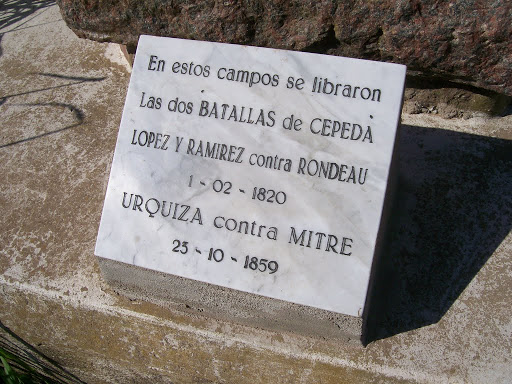 En estos campos se libraron
Las dos BATALLAS de CEPEDA
LOPEZ Y RAMIREZ contra RONDEAU
1 - 02 - 1820
URQUIZA contra MITRE
23 - 10 - 1859